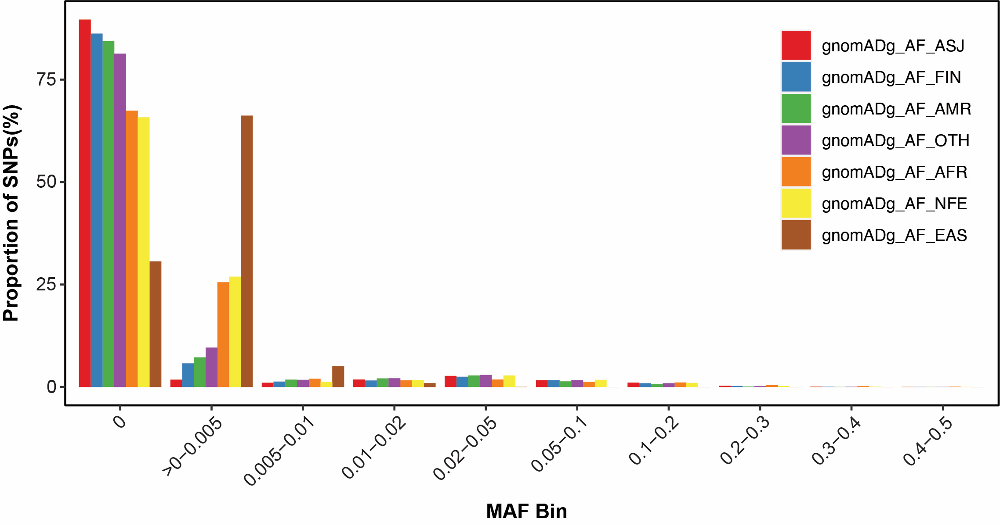 Proportion of SNPs(%)
75
50
25
0
gnomADg_AF_ASJ
gnomADg_AF_FIN
gnomADg_AF_AMR
gnomADg_AF_OTH
gnomADg_AF_AFR
gnomADg_AF_NFE
gnomADg_AF_EAS
0
>0−0.005
0.005−0.01
0.01−0.02
0.02−0.05
0.05−0.1
0.1−0.2
0.2−0.3
0.3−0.4
0.4−0.5
MAF Bin